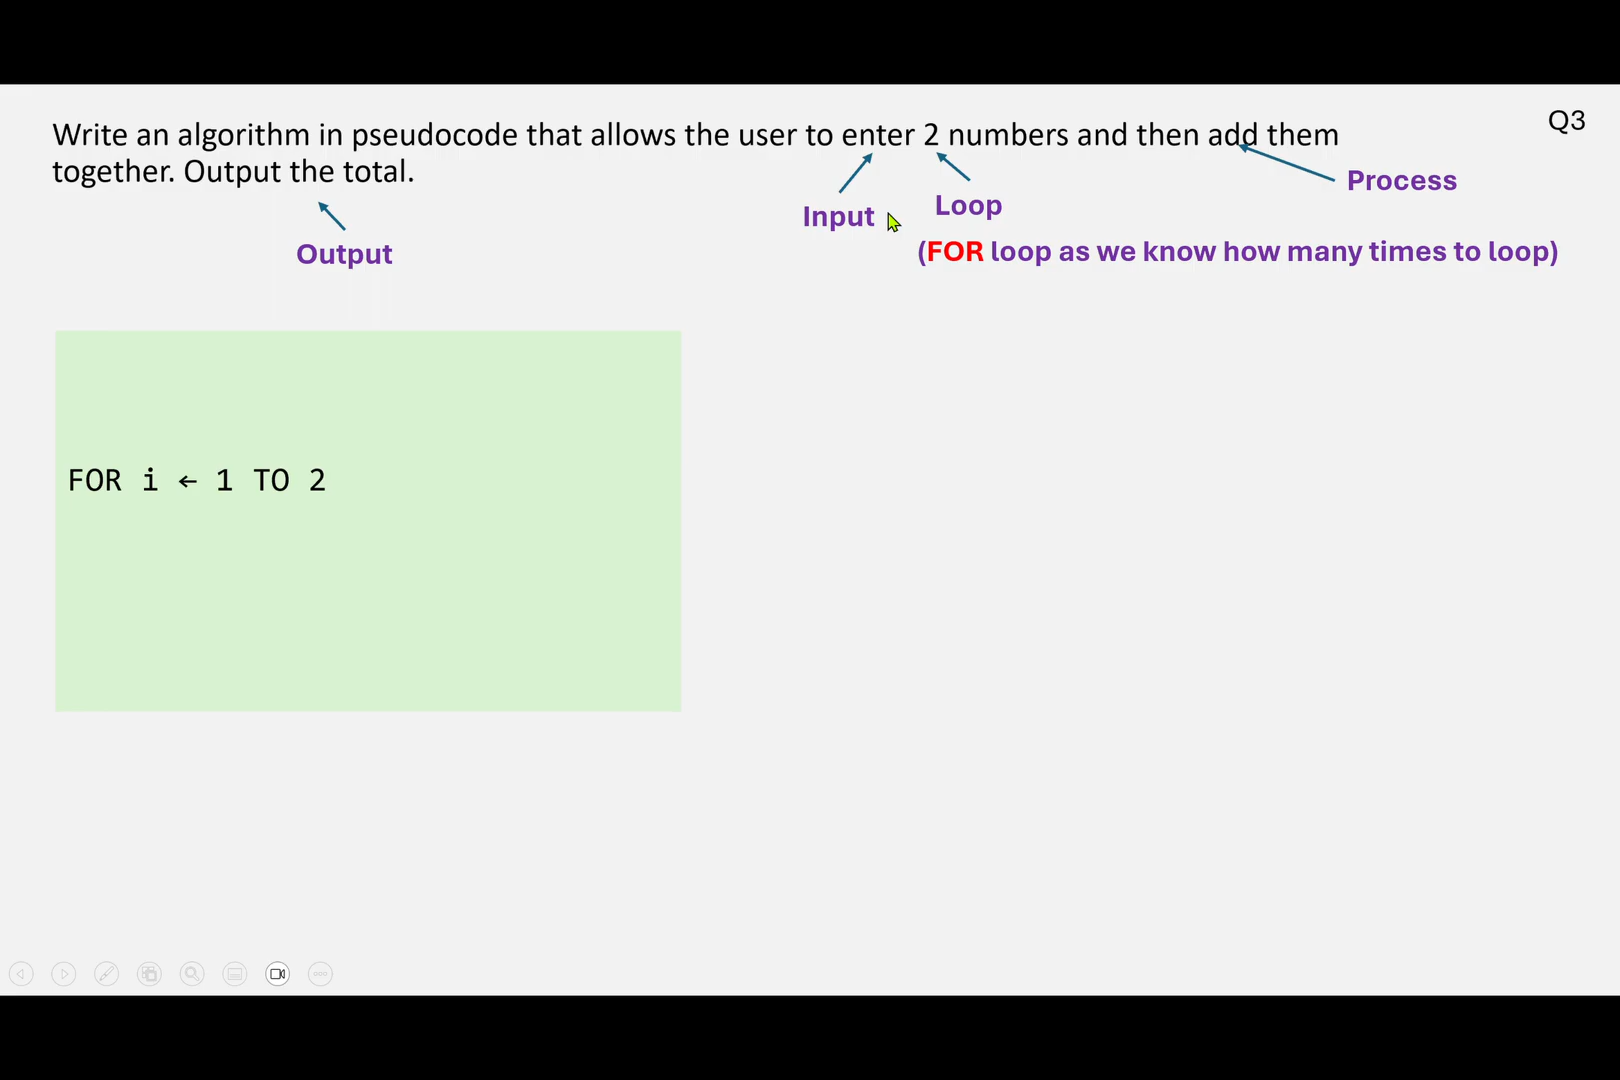 Q3
Write an algorithm in pseudocode that allows the user to enter 2 numbers and then add them
together. Output the total.
Process
Input
Loop
Output
(FOR loop as we know how many times to loop)
FOR i ← 1 TO 2